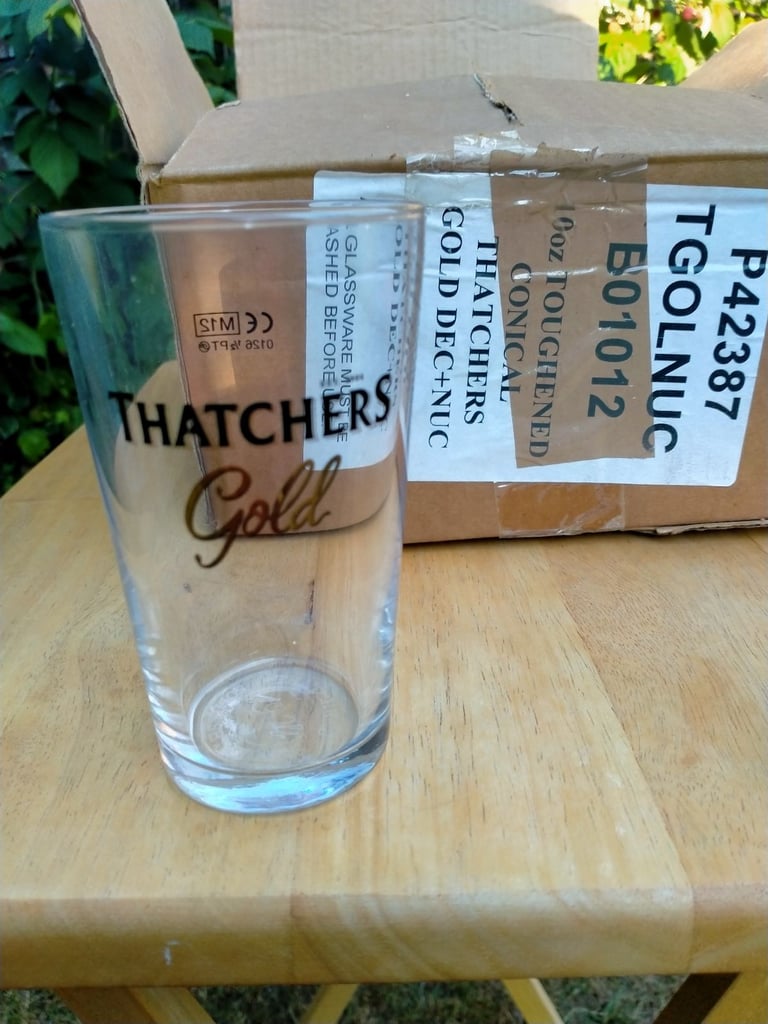 THATCHERS
Gold
CE M12
0126 ½PT
P42387
TGOLNUC
B01012
10oz TOUGHENED
CONICAL
THATCHERS
GOLD DEC+NUC
GLASSWARE MUST BE
ASHED BEFORE